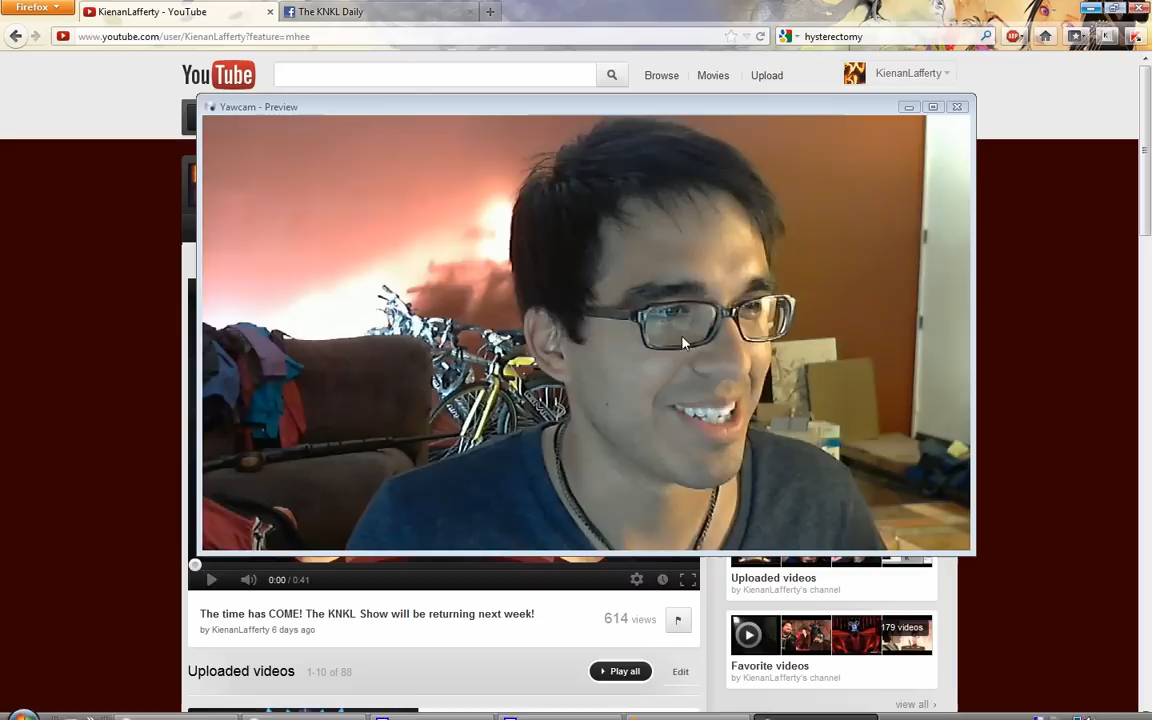 Firefox
KienanLafferty - YouTube
The KNKL Daily
www.youtube.com/user/KienanLafferty?feature=mhee
hysterectomy
YouTube
Browse
Movies
Upload
KienanLafferty
Yawcam - Preview
0:00 / 0:41
The time has COME! The KNKL Show will be returning next week!
by KienanLafferty 6 days ago
614 views
Uploaded videos
by KienanLafferty's channel
179 videos
Favorite videos
by KienanLafferty's channel
Uploaded videos 1-10 of 88
Play all
Edit
view all